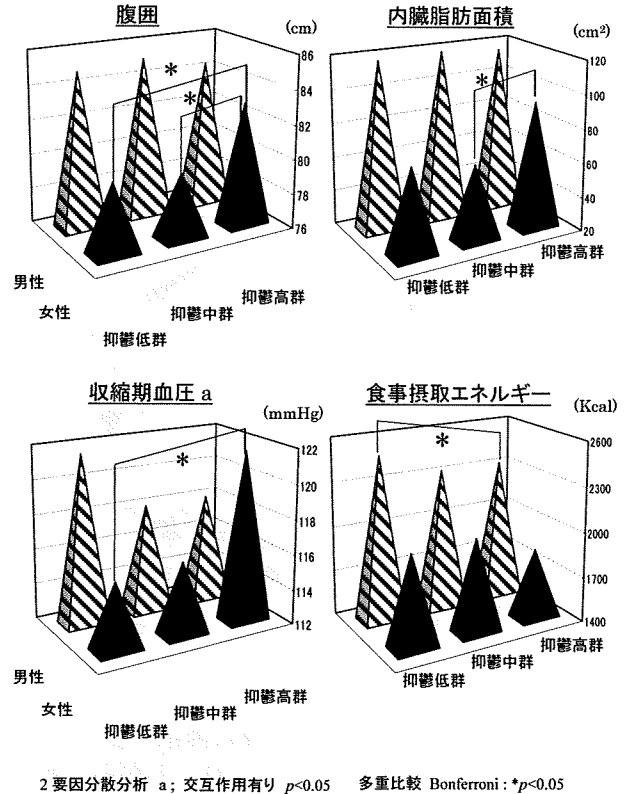 腹囲
(cm)
86
84
82
80
78
76
*
*
男性
女性
抑鬱低群
抑鬱中群
抑鬱高群
内臓脂肪面積
(cm²)
120
100
80
60
40
20
*
抑鬱低群
抑鬱中群
抑鬱高群
収縮期血圧 a
(mmHg)
122
120
118
116
114
112
*
男性
女性
抑鬱低群
抑鬱中群
抑鬱高群
食事摂取エネルギー
(Kcal)
2600
2300
2000
1700
1400
*
抑鬱低群
抑鬱中群
抑鬱高群
2 要因分散分析 a ; 交互作用有り p<0.05 多重比較 Bonferroni : *p<0.05